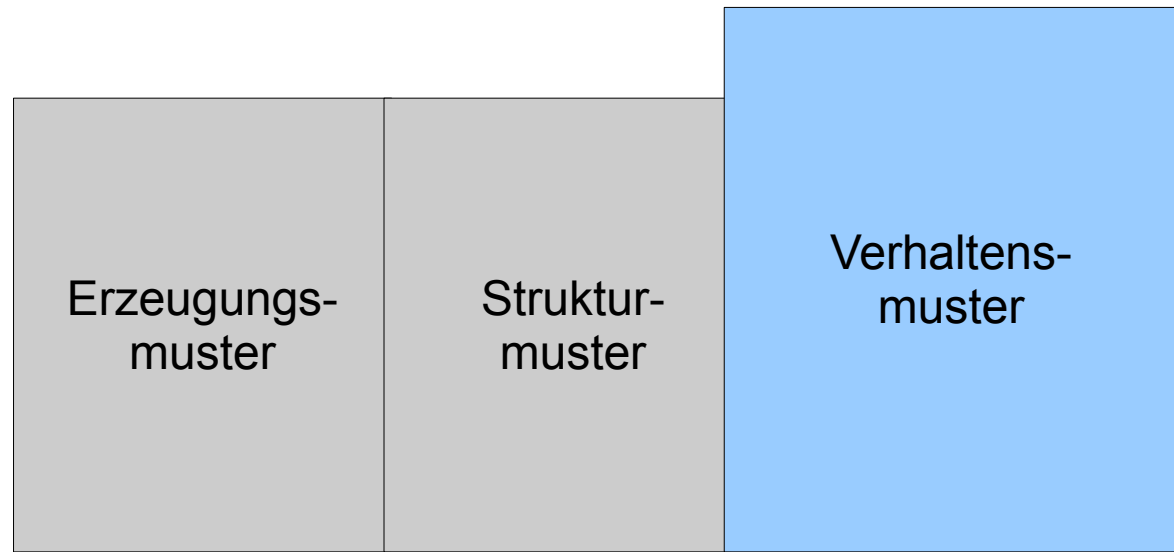 Erzeugungs-
muster
Struktur-
muster
Verhaltens-
muster